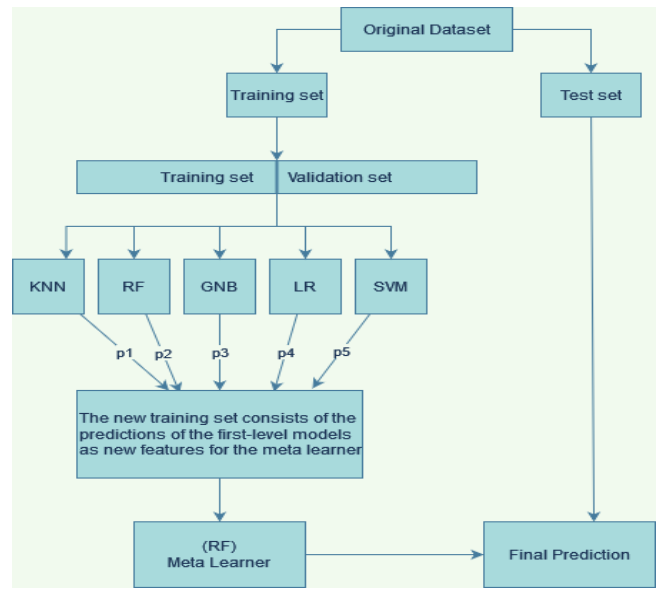 Original Dataset
Training set
Test set
Training set
Validation set
KNN
RF
GNB
LR
SVM
p1
p2
p3
p4
p5
The new training set consists of the
predictions of the first-level models
as new features for the meta learner
(RF)
Meta Learner
Final Prediction